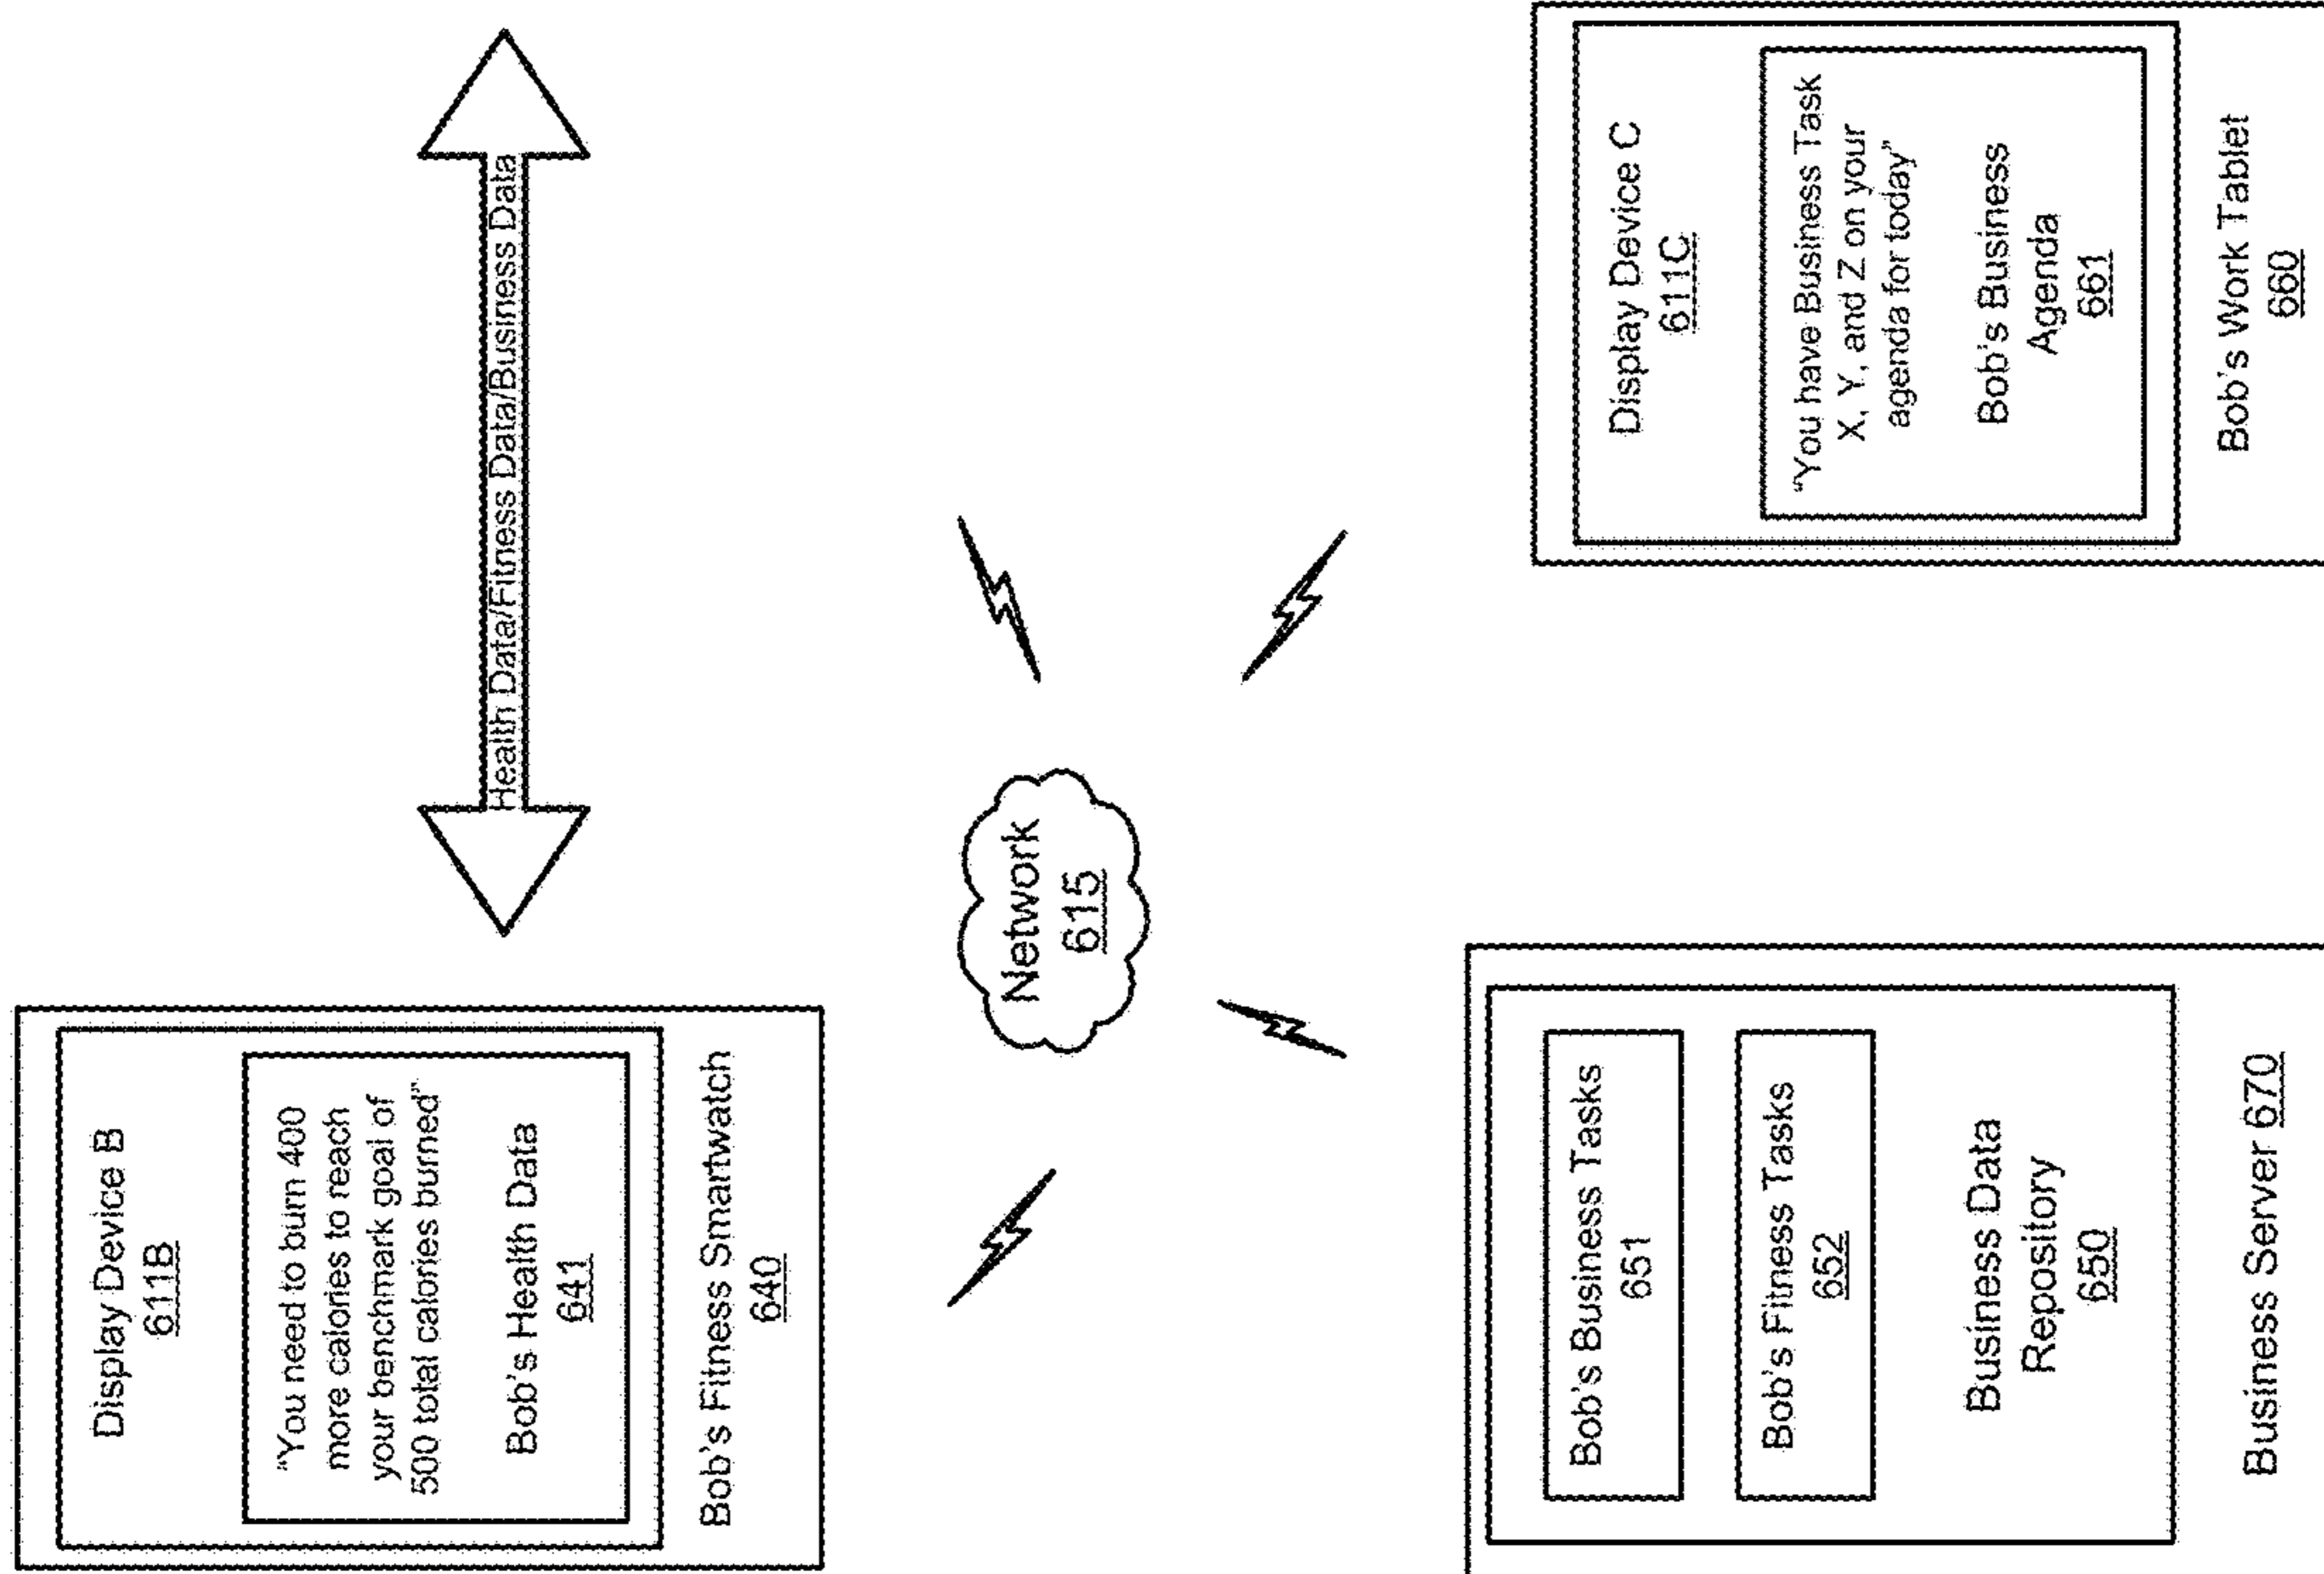 Display Device B
611B
“You need to burn 400
more calories to reach
your benchmark goal of
500 total calories burned”
Bob's Health Data
641
Bob's Fitness Smartwatch
640
Health Data/Fitness Data/Business Data
Network
615
Bob's Business Tasks
651
Bob's Fitness Tasks
652
Business Data
Repository
650
Business Server 670
Display Device C
611C
“You have Business Task
X, Y, and Z on your
agenda for today”
Bob's Business
Agenda
661
Bob's Work Tablet
660